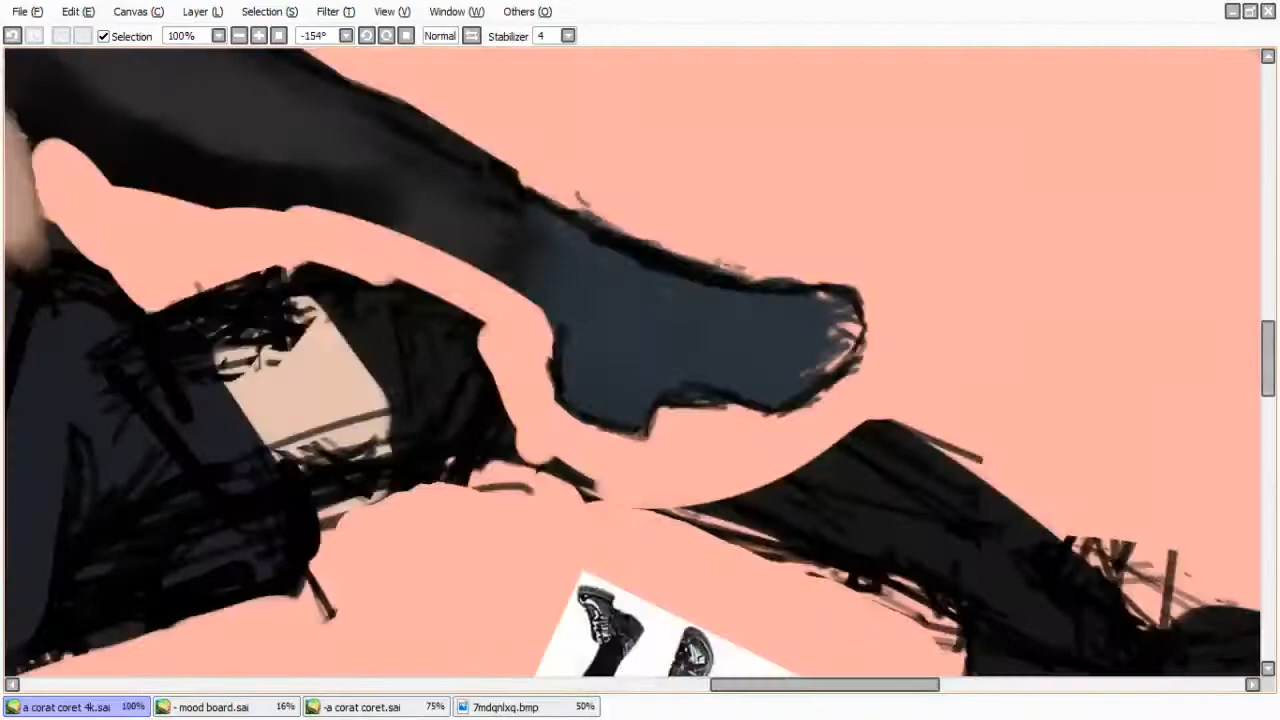 File (F) Edit (E) Canvas (C) Layer (L) Selection (S) Filter (T) View (V) Window (W) Others (O)
Selection 100% -154° Normal Stabilizer 4
a corat coret 4k.sai 100% - mood board.sai 16% -a corat coret.sai 75% 7mdqnlxq.bmp 50%